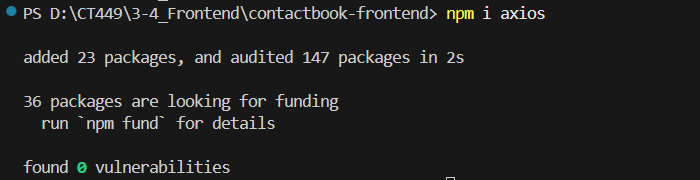 PS D:\CT449\3-4_Frontend\contactbook-frontend> npm i axios
added 23 packages, and audited 147 packages in 2s
36 packages are looking for funding
  run `npm fund` for details
found 0 vulnerabilities